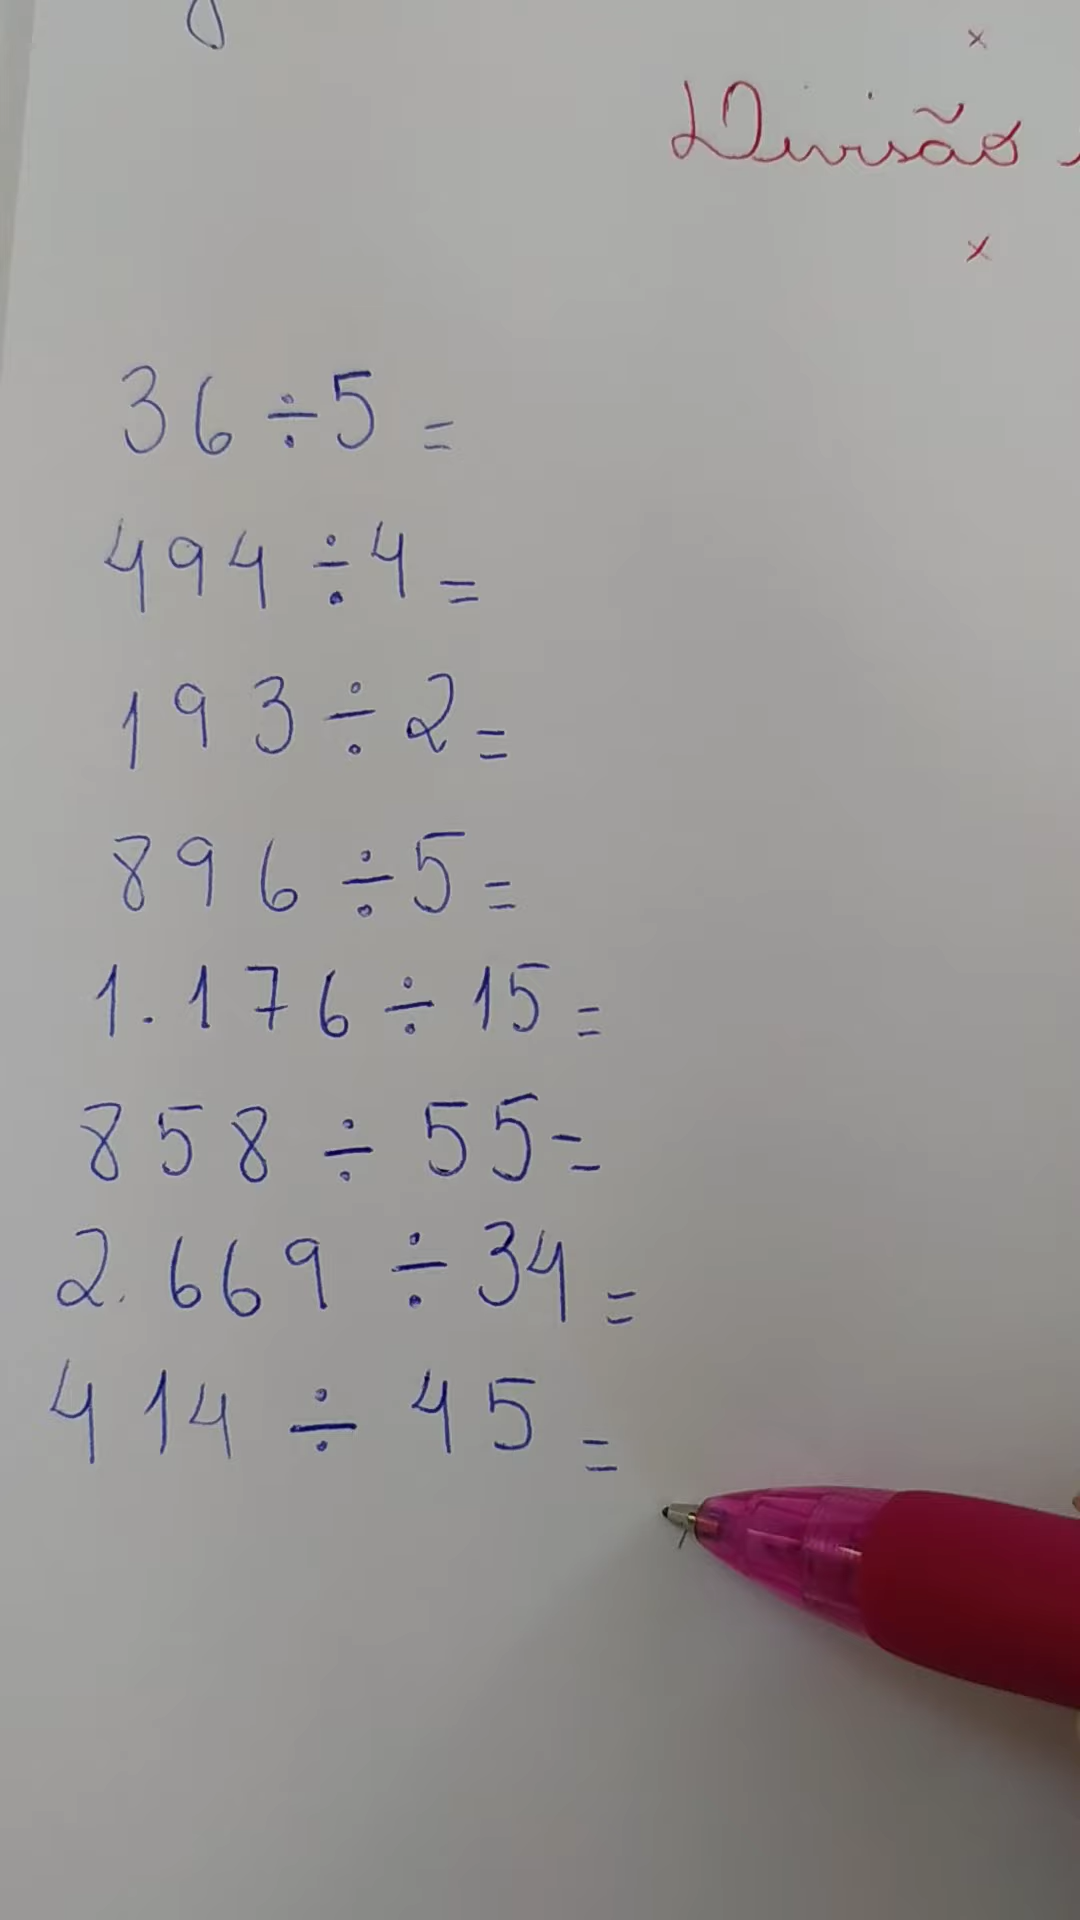 Divisão
36 ÷ 5 =
494 ÷ 4 =
193 ÷ 2 =
896 ÷ 5 =
1.176 ÷ 15 =
858 ÷ 55 =
2.669 ÷ 34 =
414 ÷ 45 =